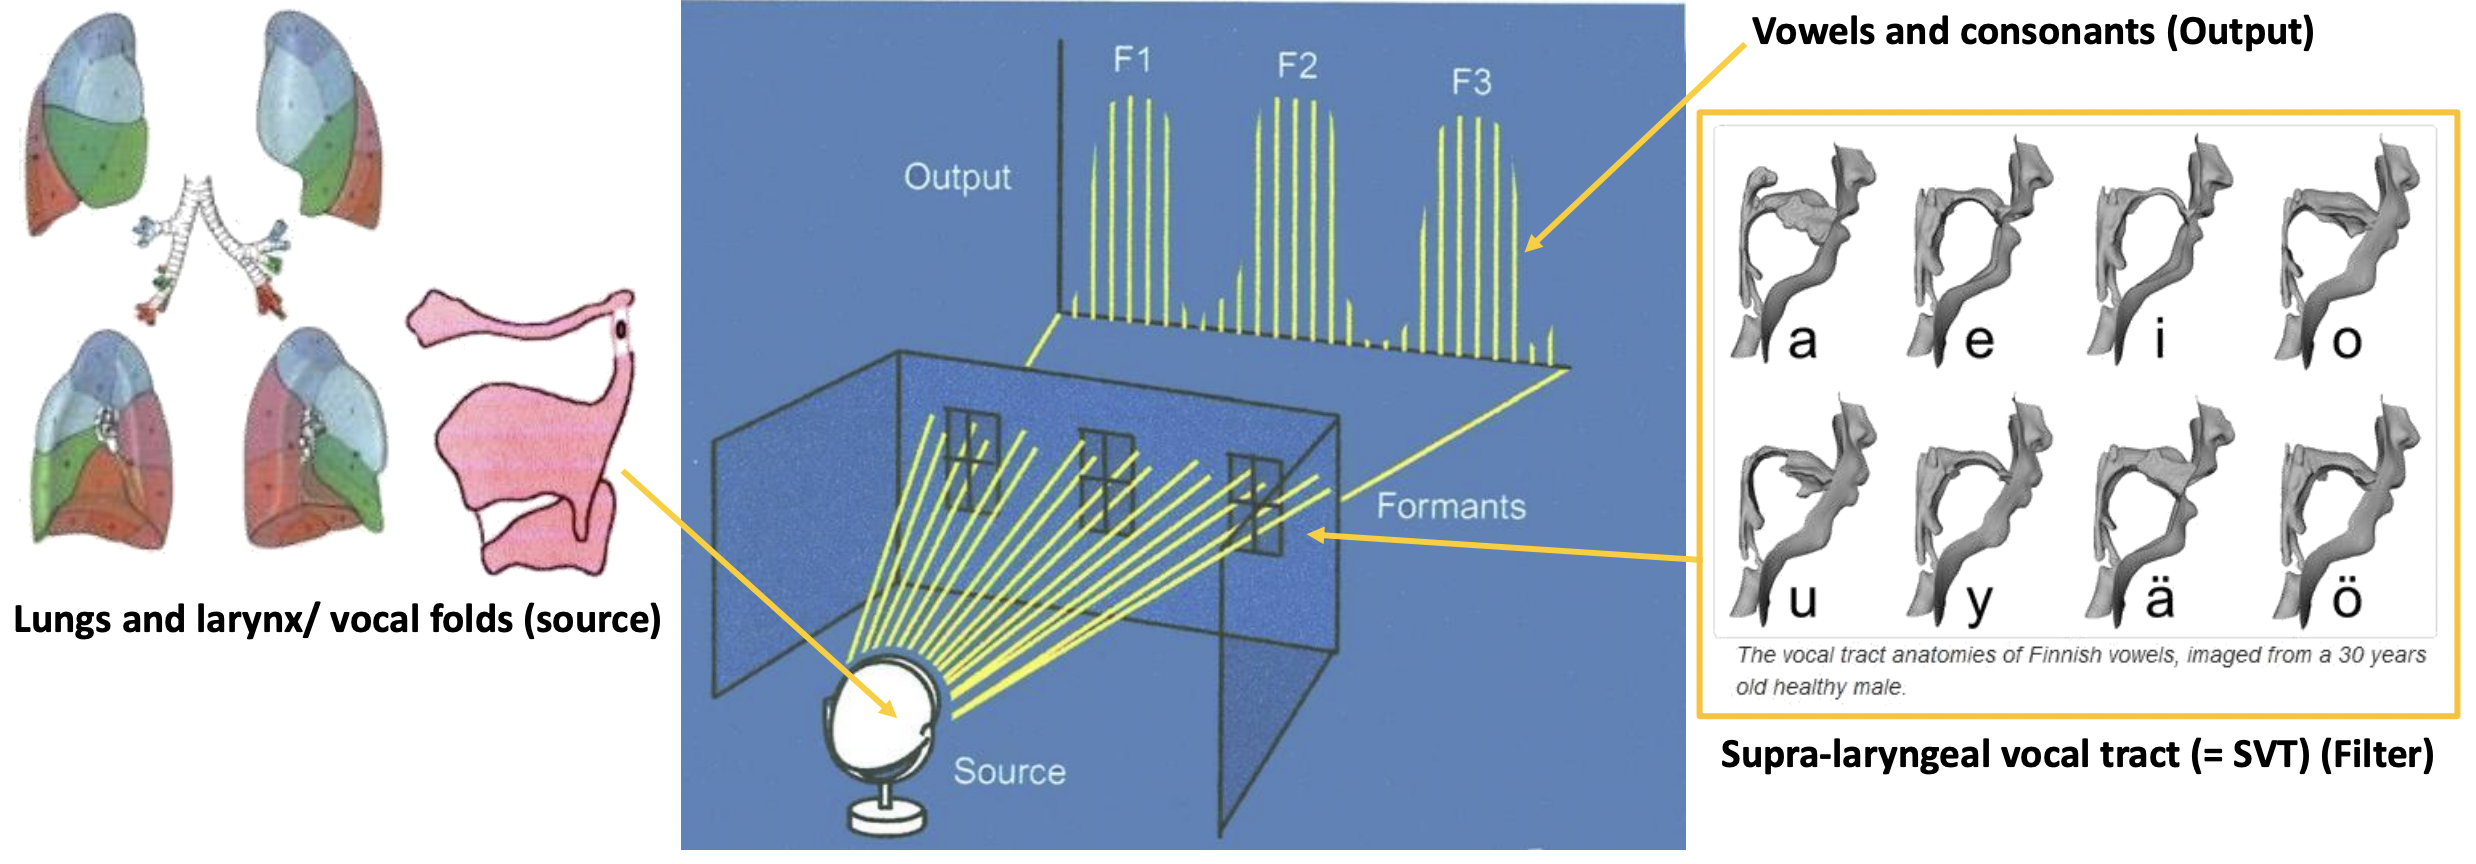 Vowels and consonants (Output)
F1
F2
F3
Output
Formants
Source
Lungs and larynx/ vocal folds (source)
a
e
i
o
u
y
ä
ö
The vocal tract anatomies of Finnish vowels, imaged from a 30 years
old healthy male.
Supra-laryngeal vocal tract (= SVT) (Filter)